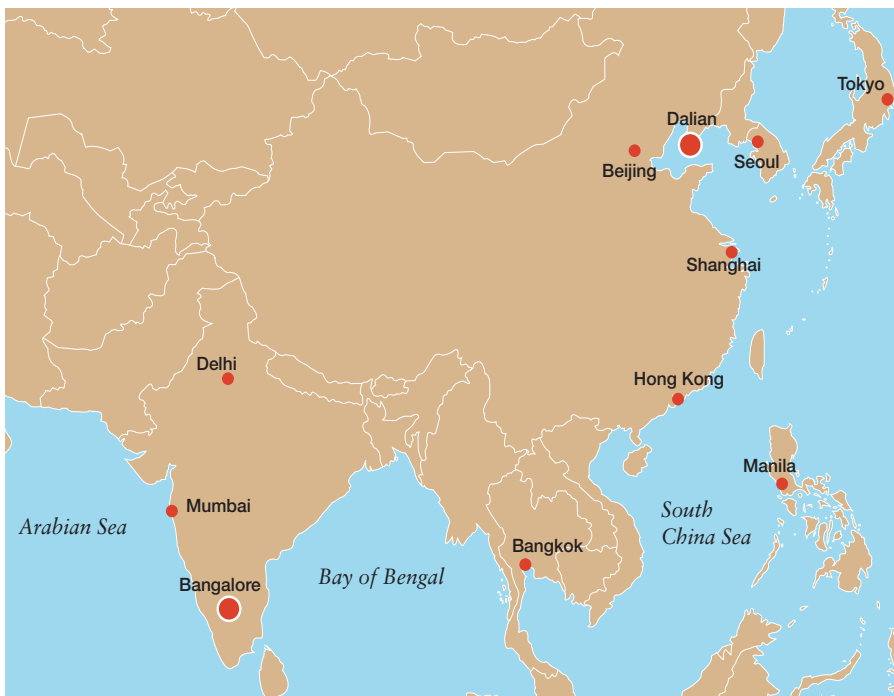 Tokyo
Dalian
Beijing
Seoul
Shanghai
Delhi
Hong Kong
Manila
Mumbai
South
China Sea
Arabian Sea
Bangkok
Bay of Bengal
Bangalore